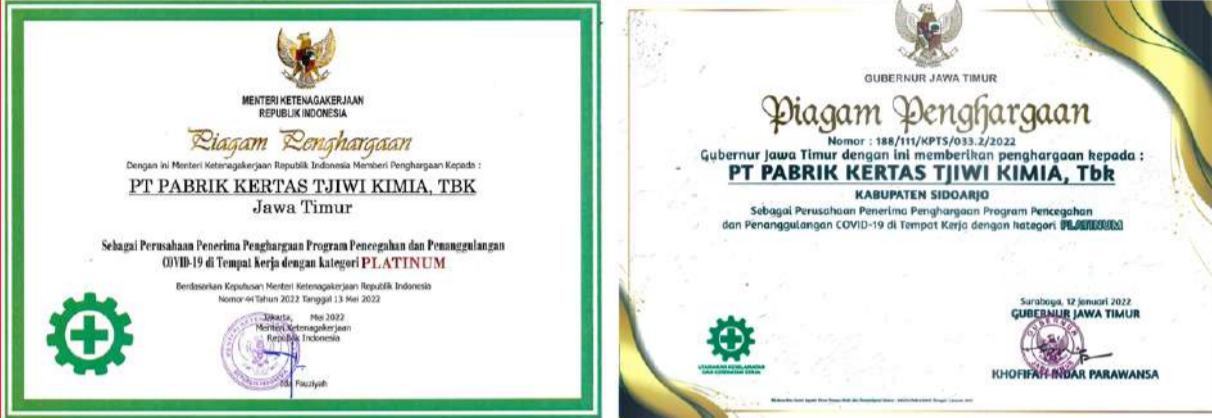 MENTERI KETENAGAKERJAAN
REPUBLIK INDONESIA
Piagam Penghargaan
Dengan ini Menteri Ketenagakerjaan Republik Indonesia Memberi Penghargaan Kepada :
PT PABRIK KERTAS TJIWI KIMIA, TBK
Jawa Timur
Sebagai Perusahaan Penerima Penghargaan Program Pencegahan dan Penanggulangan
COVID-19 di Tempat Kerja dengan kategori PLATINUM
Berdasarkan Keputusan Menteri Ketenagakerjaan Republik Indonesia
Nomor 44 Tahun 2022 Tanggal 13 Mei 2022
Jakarta, Mei 2022
Menteri Ketenagakerjaan
Republik Indonesia
Ida Fauziyah
GUBERNUR JAWA TIMUR
Piagam Penghargaan
Nomor : 188/111/KPTS/033.2/2022
Gubernur Jawa Timur dengan ini memberikan penghargaan kepada :
PT PABRIK KERTAS TJIWI KIMIA, Tbk
KABUPATEN SIDOARJO
Sebagai Perusahaan Penerima Penghargaan Program Pencegahan
dan Penanggulangan COVID-19 di Tempat Kerja dengan kategori PLATINUM
Surabaya, 12 Januari 2022
GUBERNUR JAWA TIMUR
KHOFIFAH INDAR PARAWANSA
UTAMAKAN KESELAMATAN
DAN KESEHATAN KERJA